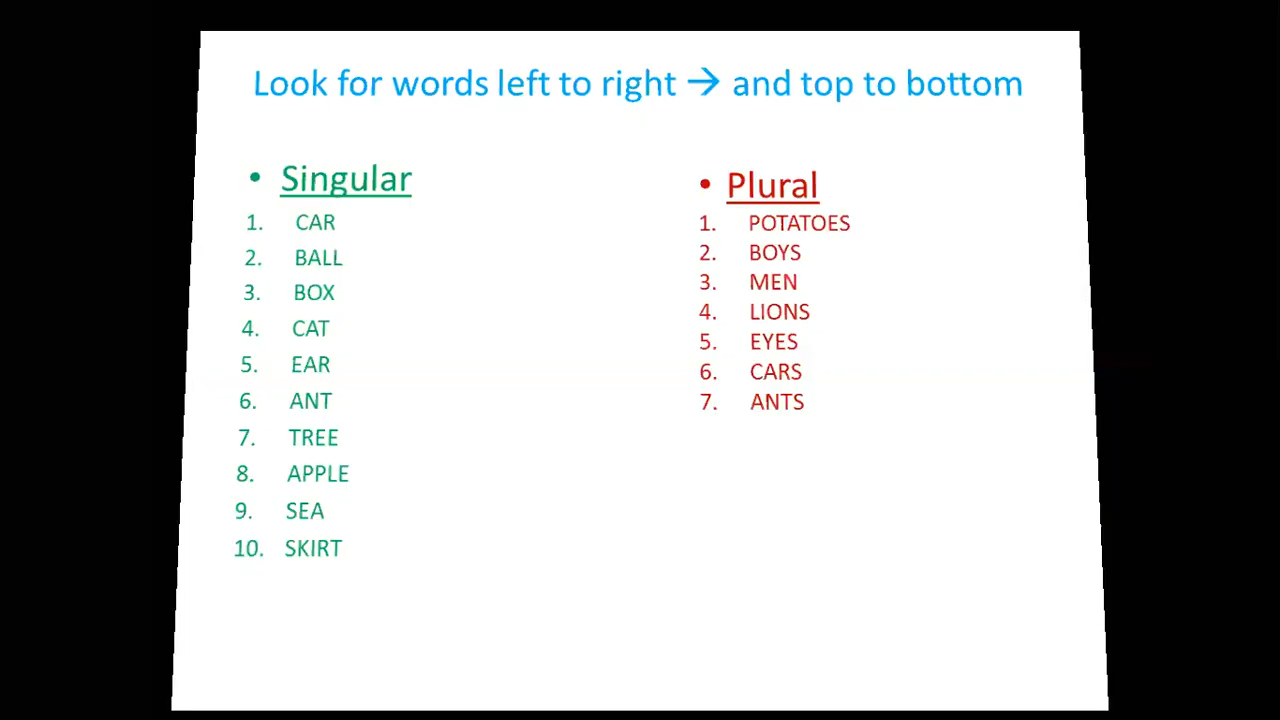 Look for words left to right → and top to bottom
• Singular
1. CAR
2. BALL
3. BOX
4. CAT
5. EAR
6. ANT
7. TREE
8. APPLE
9. SEA
10. SKIRT
• Plural
1. POTATOES
2. BOYS
3. MEN
4. LIONS
5. EYES
6. CARS
7. ANTS